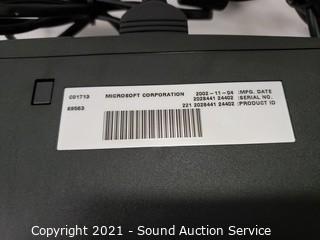 C01713 MICROSOFT CORPORATION 2002-11-04 :MFG. DATE
2028441 24402 :SERIAL NO.
69563 221 2028441 24402 :PRODUCT ID
Copyright 2021 - Sound Auction Service